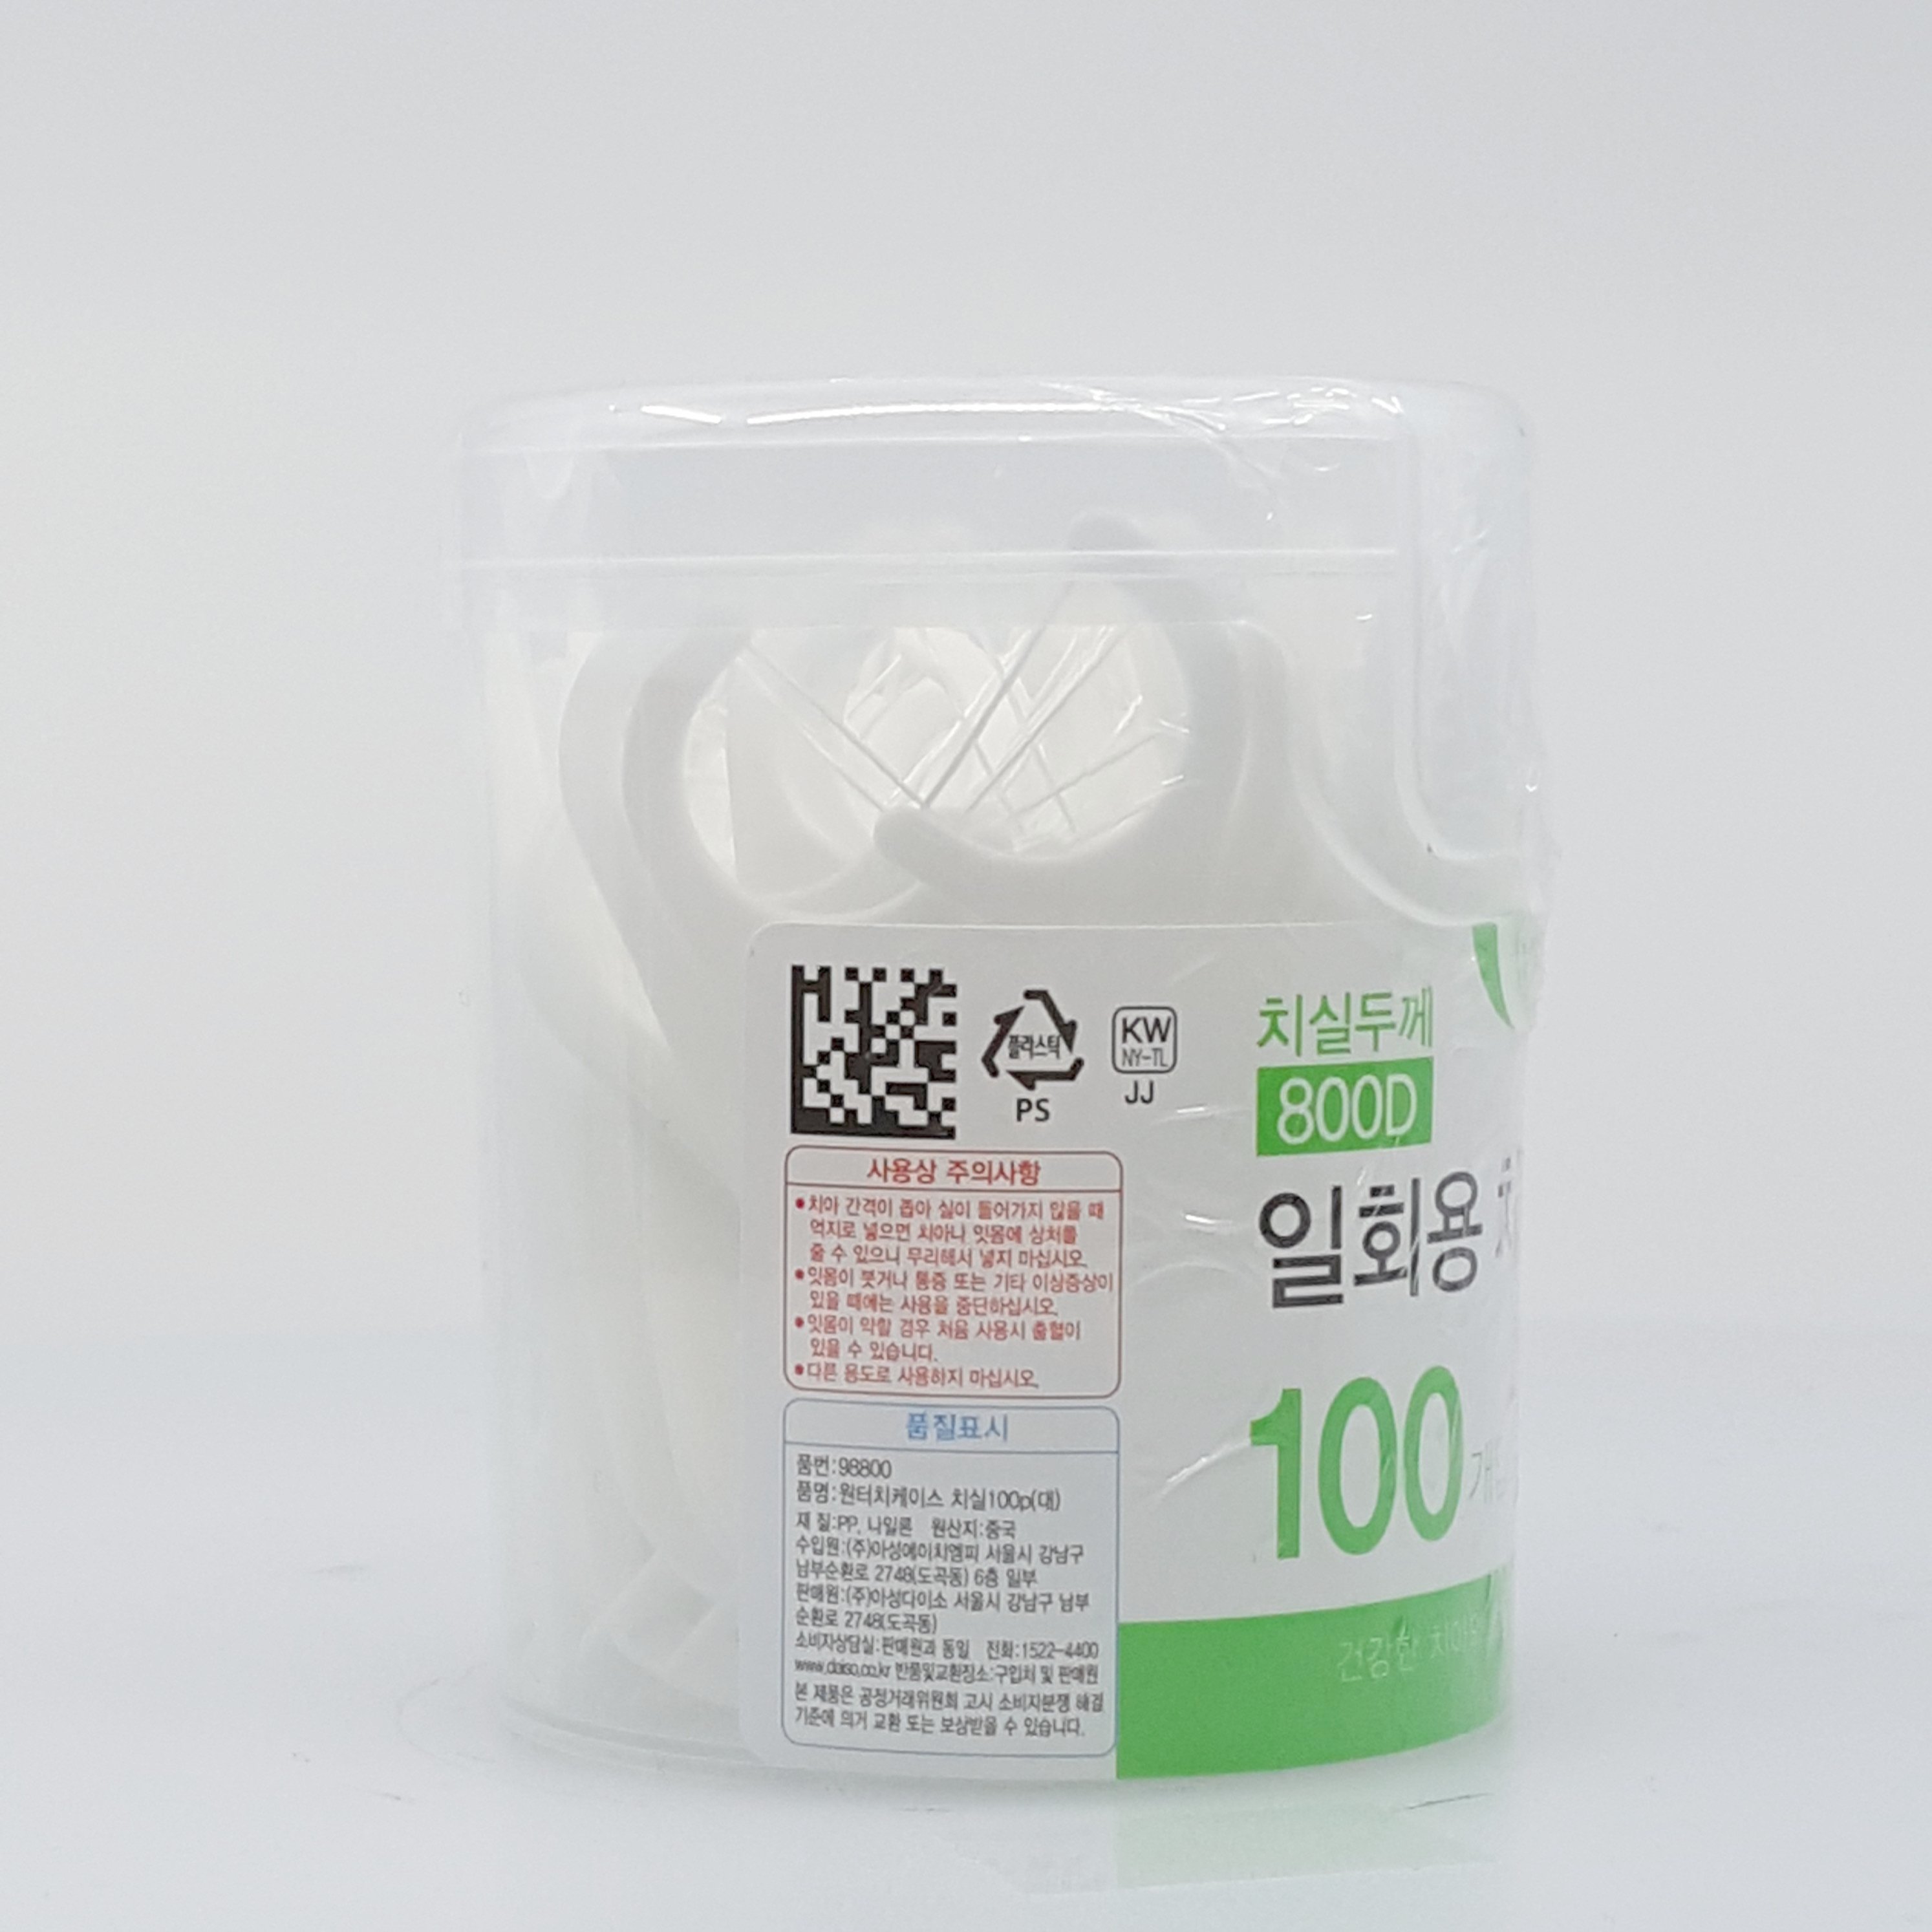 플라스틱
PS
KW
NY-TL
JJ
사용상 주의사항
•치아 간격이 좁아 실이 들어가지 않을 때
억지로 넣으면 치아나 잇몸에 상처를
줄 수 있으니 무리해서 넣지 마십시오.
•잇몸이 붓거나 통증 또는 기타 이상증상이
있을 때에는 사용을 중단하십시오.
•잇몸이 약할 경우 처음 사용시 출혈이
있을 수 있습니다.
•다른 용도로 사용하지 마십시오.
품질표시
품번:98800
품명:원터치케이스 치실100p(대)
재 질:PP, 나일론 원산지:중국
수입원:(주)아성에이치엠피 서울시 강남구
남부순환로 2748(도곡동) 6층 일부
판매원:(주)아성다이소 서울시 강남구 남부
순환로 2748(도곡동)
소비자상담실:판매원과 동일 전화:1522-4400
www.daiso.co.kr 반품및교환장소:구입처 및 판매원
본 제품은 공정거래위원회 고시 소비자분쟁 해결
기준에 의거 교환 또는 보상받을 수 있습니다.
치실두께
800D
일회용
100
건강한